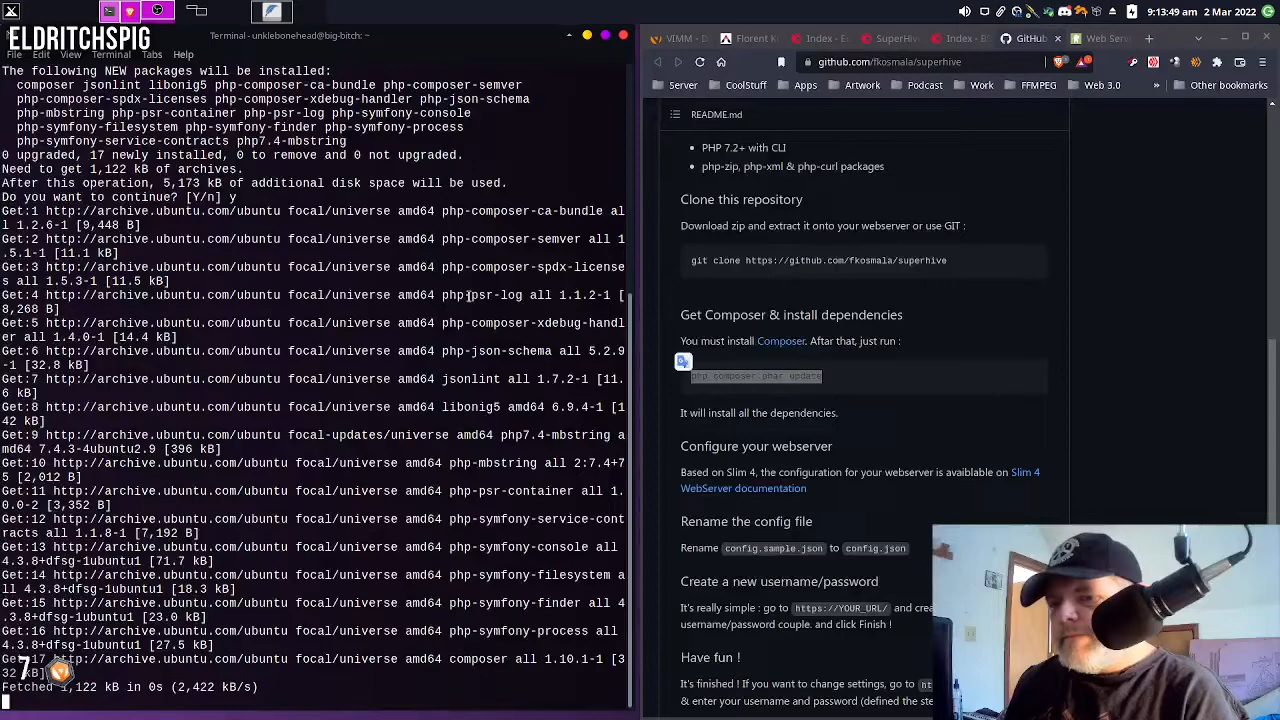 9:13:49 am
2 Mar 2022
ELDRITCHSPIG
Terminal - unklebonehead@big-bitch: ~
File Edit View Terminal Tabs Help
The following NEW packages will be installed:
composer jsonlint libonig5 php-composer-ca-bundle php-composer-semver
php-composer-spdx-licenses php-composer-xdebug-handler php-json-schema
php-mbstring php-psr-container php-psr-log php-symfony-console
php-symfony-filesystem php-symfony-finder php-symfony-process
php-symfony-service-contracts php7.4-mbstring
0 upgraded, 17 newly installed, 0 to remove and 0 not upgraded.
Need to get 1,122 kB of archives.
After this operation, 5,173 kB of additional disk space will be used.
Do you want to continue? [Y/n] y
Get:1 http://archive.ubuntu.com/ubuntu focal/universe amd64 php-composer-ca-bundle al
l 1.2.6-1 [9,448 B]
Get:2 http://archive.ubuntu.com/ubuntu focal/universe amd64 php-composer-semver all 1
.5.1-1 [11.1 kB]
Get:3 http://archive.ubuntu.com/ubuntu focal/universe amd64 php-composer-spdx-license
s all 1.5.3-1 [11.5 kB]
Get:4 http://archive.ubuntu.com/ubuntu focal/universe amd64 php-psr-log all 1.1.2-1 [
8,268 B]
Get:5 http://archive.ubuntu.com/ubuntu focal/universe amd64 php-composer-xdebug-handl
er all 1.4.0-1 [14.4 kB]
Get:6 http://archive.ubuntu.com/ubuntu focal/universe amd64 php-json-schema all 5.2.9
-1 [32.8 kB]
Get:7 http://archive.ubuntu.com/ubuntu focal/universe amd64 jsonlint all 1.7.2-1 [11.
6 kB]
Get:8 http://archive.ubuntu.com/ubuntu focal/universe amd64 libonig5 amd64 6.9.4-1 [1
42 kB]
Get:9 http://archive.ubuntu.com/ubuntu focal-updates/universe amd64 php7.4-mbstring a
md64 7.4.3-4ubuntu2.9 [396 kB]
Get:10 http://archive.ubuntu.com/ubuntu focal/universe amd64 php-mbstring all 2:7.4+7
5 [2,012 B]
Get:11 http://archive.ubuntu.com/ubuntu focal/universe amd64 php-psr-container all 1.
0.0-2 [3,352 B]
Get:12 http://archive.ubuntu.com/ubuntu focal/universe amd64 php-symfony-service-cont
racts all 1.1.8-1 [7,192 B]
Get:13 http://archive.ubuntu.com/ubuntu focal/universe amd64 php-symfony-console all
4.3.8+dfsg-1ubuntu1 [71.7 kB]
Get:14 http://archive.ubuntu.com/ubuntu focal/universe amd64 php-symfony-filesystem a
ll 4.3.8+dfsg-1ubuntu1 [18.3 kB]
Get:15 http://archive.ubuntu.com/ubuntu focal/universe amd64 php-symfony-finder all 4
.3.8+dfsg-1ubuntu1 [23.0 kB]
Get:16 http://archive.ubuntu.com/ubuntu focal/universe amd64 php-symfony-process all
4.3.8+dfsg-1ubuntu1 [27.5 kB]
Get:17 http://archive.ubuntu.com/ubuntu focal/universe amd64 composer all 1.10.1-1 [3
32 kB]
Fetched 1,122 kB in 0s (2,422 kB/s)
7
VIMM - D
Florent Ki
Index - E
SuperHiv
Index - BS
GitHub
Web Serv
github.com/fkosmala/superhive
Server CoolStuff Apps Artwork Podcast Work FFMPEG Web 3.0 » Other bookmarks
README.md
• PHP 7.2+ with CLI
• php-zip, php-xml & php-curl packages
Clone this repository
Download zip and extract it onto your webserver or use GIT :
git clone https://github.com/fkosmala/superhive
Get Composer & install dependencies
You must install Composer. After that, just run :
php composer.phar update
It will install all the dependencies.
Configure your webserver
Based on Slim 4, the configuration for your webserver is avaiblable on Slim 4
WebServer documentation
Rename the config file
Rename config.sample.json to config.json
Create a new username/password
It's really simple : go to https://YOUR_URL/ and crea
username/password couple. and click Finish !
Have fun !
It's finished ! If you want to change settings, go to ht
& enter your username and password (defined the ste